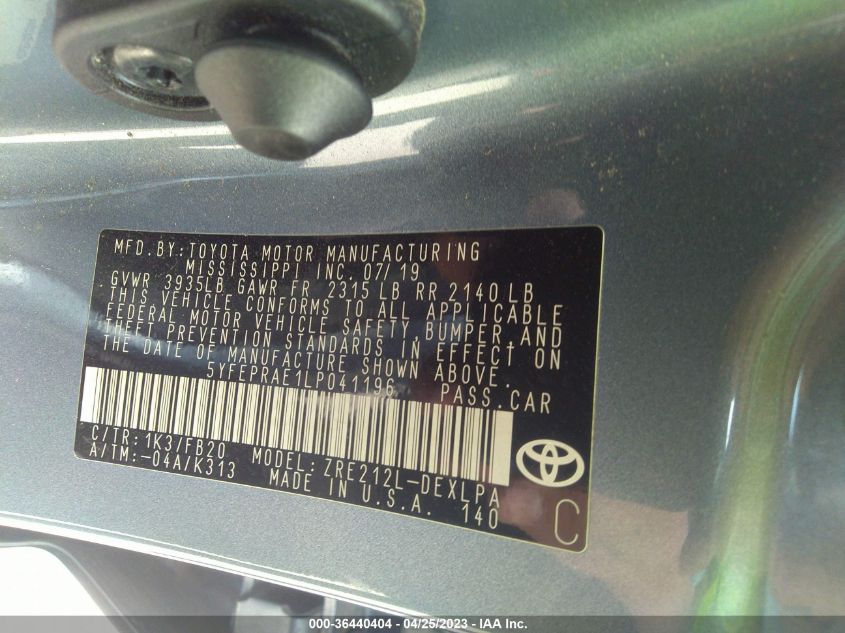 MFD.BY:TOYOTA MOTOR MANUFACTURING
MISSISSIPPI INC. 07/19
GVWR 3935LB GAWR FR 2315 LB RR 2140 LB
THIS VEHICLE CONFORMS TO ALL APPLICABLE
FEDERAL MOTOR VEHICLE SAFETY,BUMPER,AND
THEFT PREVENTION STANDARDS IN EFFECT ON
THE DATE OF MANUFACTURE SHOWN ABOVE.
5YFEPRAE1LP041196 PASS.CAR
C/TR:1K3/FB20
A/TM:-04A/K313
MODEL:ZRE212L-DEXLPA
MADE IN U.S.A. 140
C
000-36440404 - 04/25/2023 - IAA Inc.